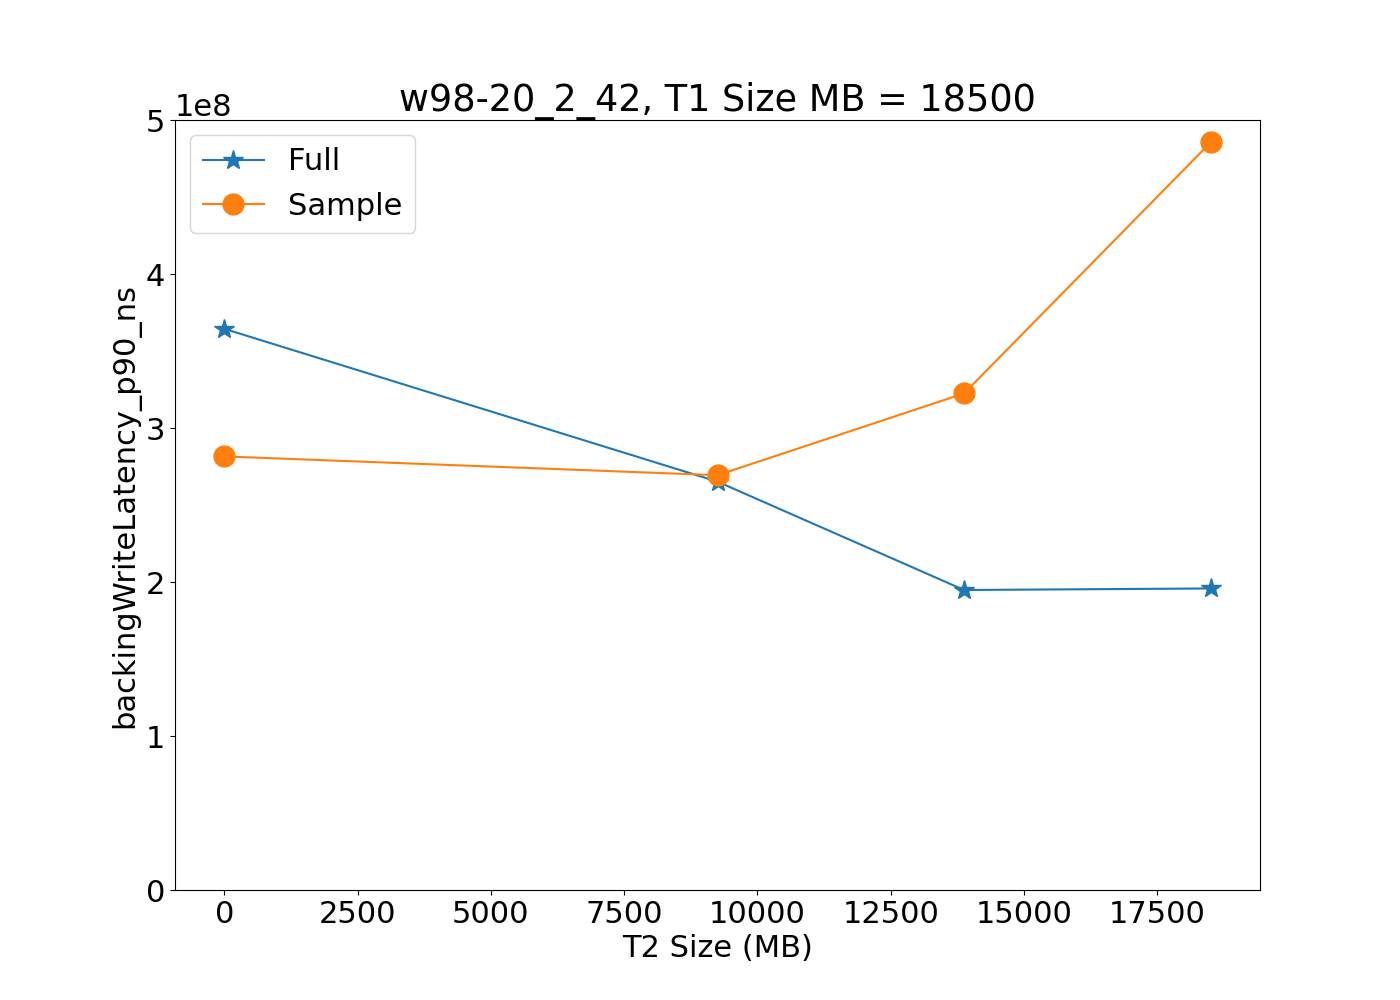 w98-20_2_42, T1 Size MB = 18500
1e8
Full
Sample
5
4
3
2
1
0
backingWriteLatency_p90_ns
0 2500 5000 7500 10000 12500 15000 17500
T2 Size (MB)